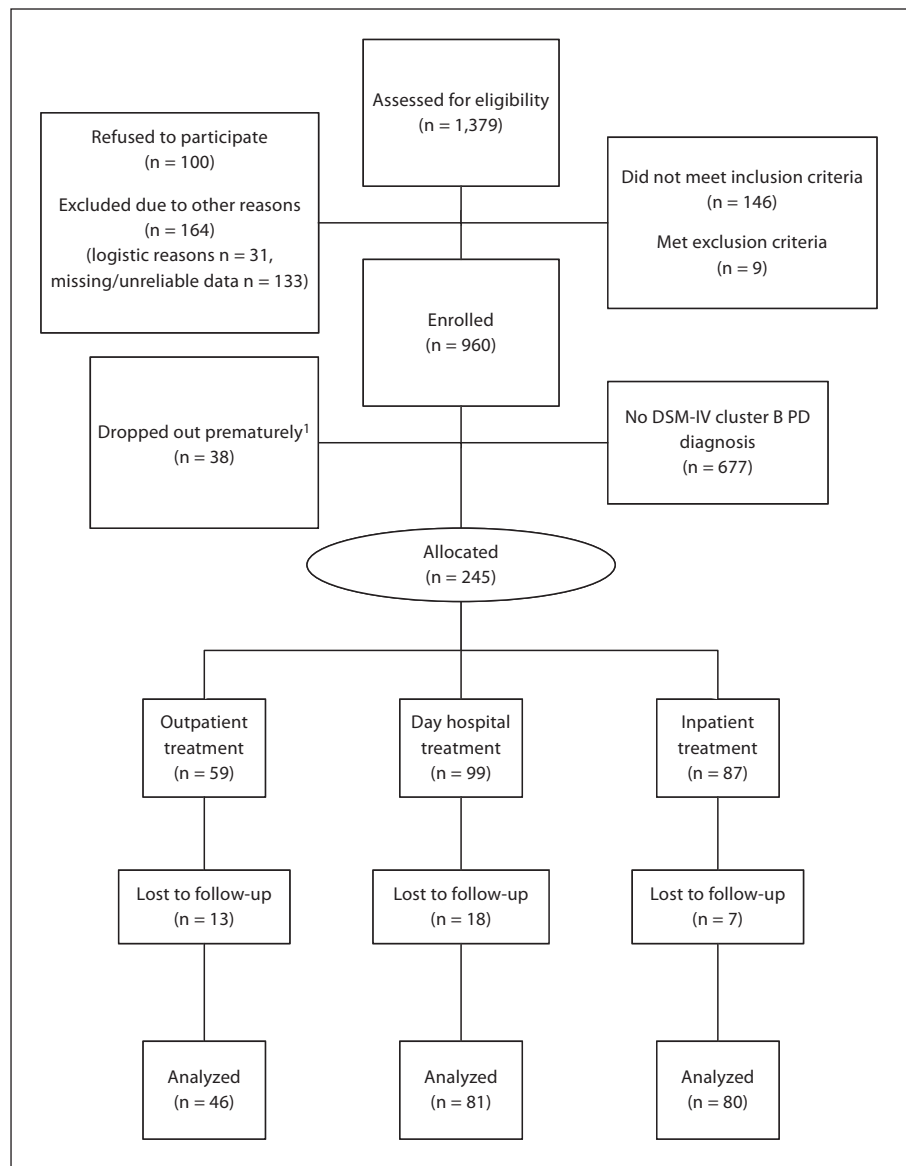 Assessed for eligibility
(n = 1,379)
Refused to participate
(n = 100)
Excluded due to other reasons
(n = 164)
(logistic reasons n = 31,
missing/unreliable data n = 133)
Did not meet inclusion criteria
(n = 146)
Met exclusion criteria
(n = 9)
Enrolled
(n = 960)
Dropped out prematurely¹
(n = 38)
No DSM-IV cluster B PD
diagnosis
(n = 677)
Allocated
(n = 245)
Outpatient
treatment
(n = 59)
Day hospital
treatment
(n = 99)
Inpatient
treatment
(n = 87)
Lost to follow-up
(n = 13)
Lost to follow-up
(n = 18)
Lost to follow-up
(n = 7)
Analyzed
(n = 46)
Analyzed
(n = 81)
Analyzed
(n = 80)